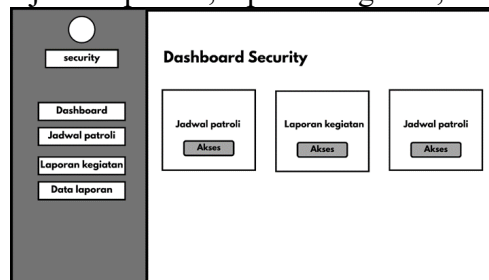 security
Dashboard
Jadwal patroli
Laporan kegiatan
Data laporan
Dashboard Security
Jadwal patroli
Akses
Laporan kegiatan
Akses
Jadwal patroli
Akses